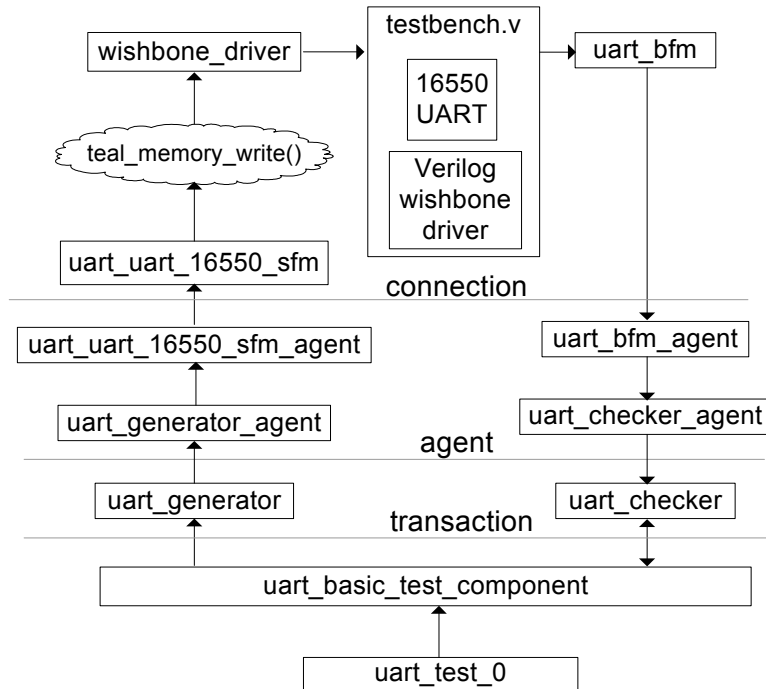 wishbone_driver
testbench.v
uart_bfm
16550
UART
teal_memory_write()
Verilog
wishbone
driver
uart_uart_16550_sfm
connection
uart_uart_16550_sfm_agent
uart_bfm_agent
uart_generator_agent
uart_checker_agent
agent
uart_generator
uart_checker
transaction
uart_basic_test_component
uart_test_0